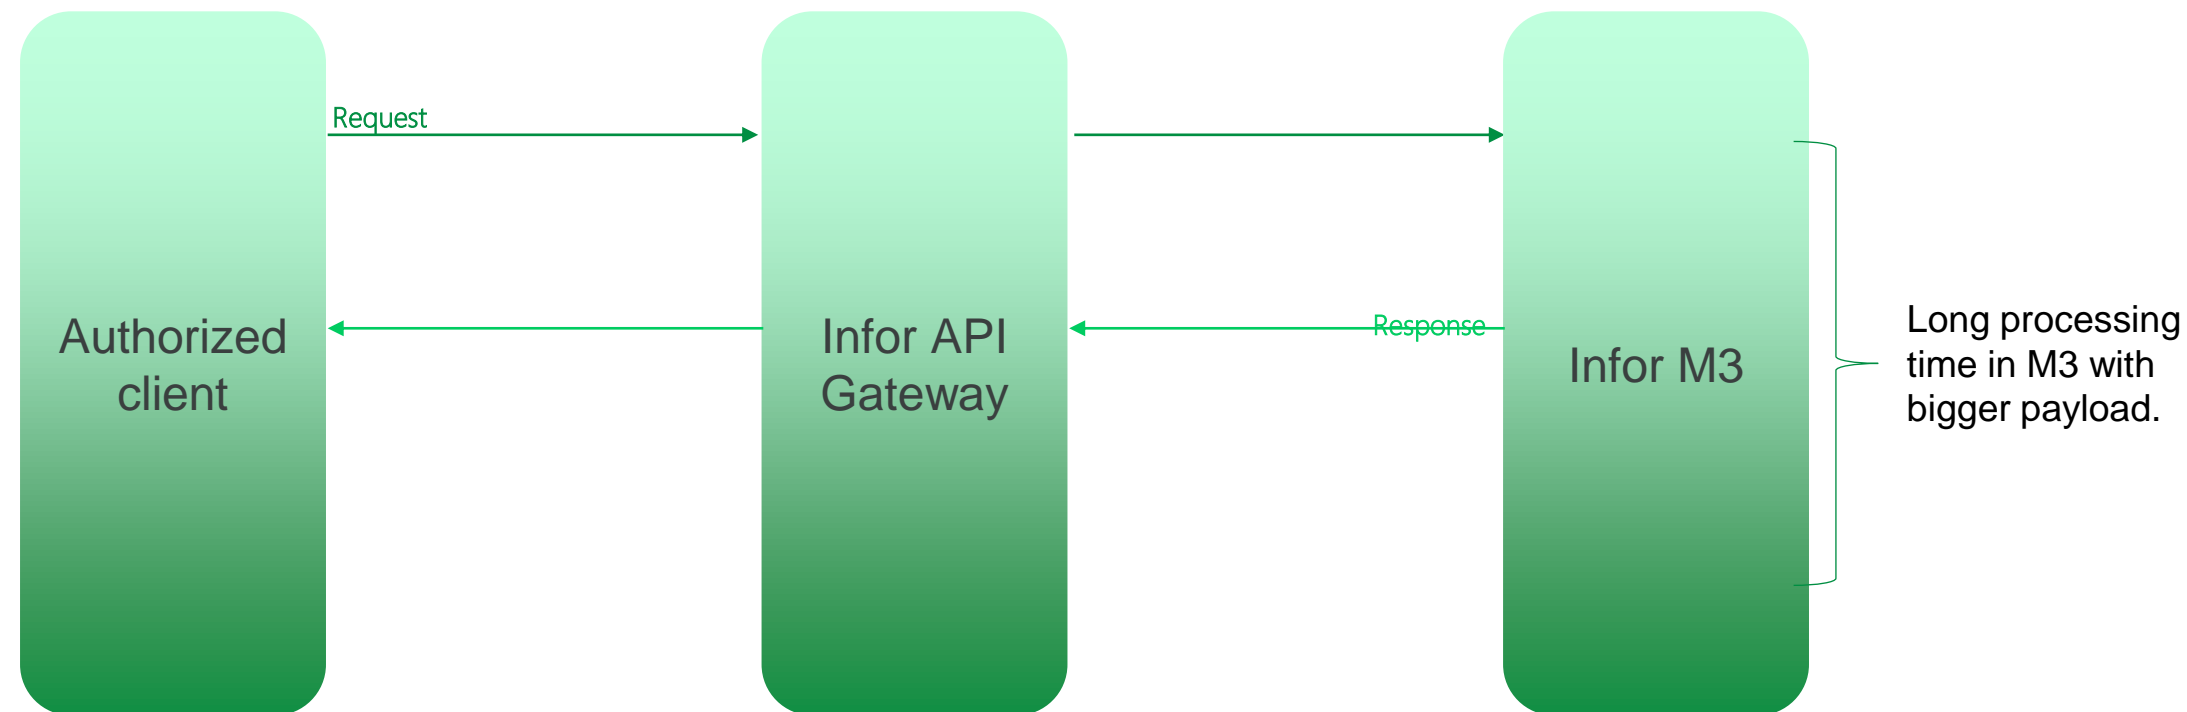 Request
Authorized
client
Infor API
Gateway
Response
Infor M3
Long processing
time in M3 with
bigger payload.